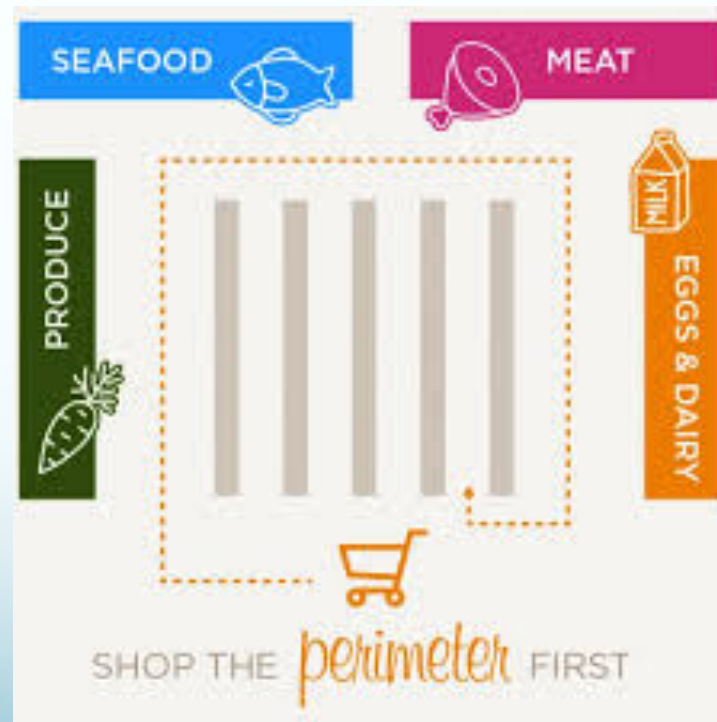 SEAFOOD
MEAT
PRODUCE
MILK
EGGS & DAIRY
SHOP THE perimeter FIRST